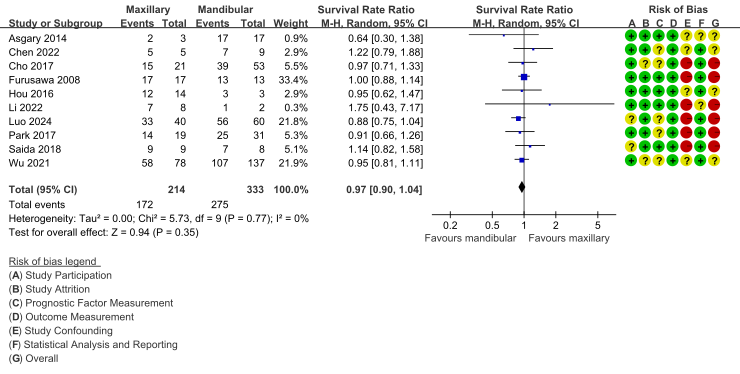 Maxillary Mandibular Survival Rate Ratio Survival Rate Ratio Risk of Bias
Study or Subgroup Events Total Events Total Weight M-H, Random, 95% CI M-H, Random, 95% CI A B C D E F G
Asgary 2014 2 3 17 17 0.9% 0.64 [0.30, 1.38]
Chen 2022 5 5 7 9 2.9% 1.22 [0.79, 1.88]
Cho 2017 15 21 39 53 5.5% 0.97 [0.71, 1.33]
Furusawa 2008 17 17 13 13 33.4% 1.00 [0.88, 1.14]
Hou 2016 12 14 3 3 2.9% 0.95 [0.62, 1.47]
Li 2022 7 8 1 2 0.3% 1.75 [0.43, 7.17]
Luo 2024 33 40 56 60 21.8% 0.88 [0.75, 1.04]
Park 2017 14 19 25 31 5.4% 0.91 [0.66, 1.26]
Saida 2018 9 9 7 8 5.2% 1.14 [0.82, 1.58]
Wu 2021 58 78 107 137 21.9% 0.95 [0.81, 1.11]
Total (95% CI) 214 333 100.0% 0.97 [0.90, 1.04]
Total events 172 275
Heterogeneity: Tau² = 0.00; Chi² = 5.73, df = 9 (P = 0.77); I² = 0%
Test for overall effect: Z = 0.94 (P = 0.35)
0.2 0.5 1 2 5
Favours mandibular Favours maxillary
Risk of bias legend
(A) Study Participation
(B) Study Attrition
(C) Prognostic Factor Measurement
(D) Outcome Measurement
(E) Study Confounding
(F) Statistical Analysis and Reporting
(G) Overall